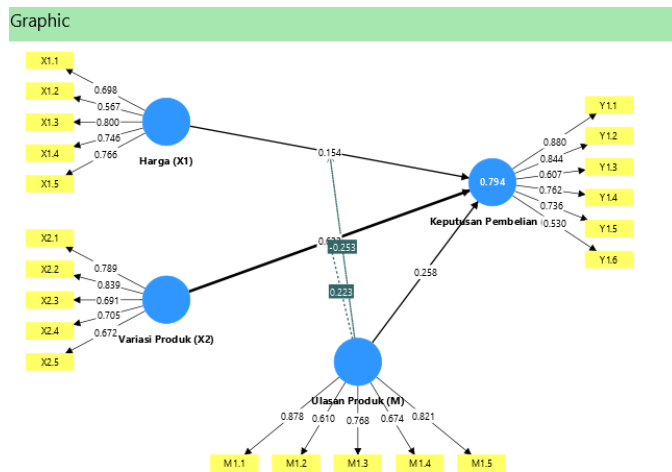 Graphic
X1.1
X1.2
X1.3
X1.4
X1.5
0.698
0.567
0.800
0.746
0.766
Harga (X1)
0.154
X2.1
X2.2
X2.3
X2.4
X2.5
0.789
0.839
0.691
0.705
0.672
Variasi Produk (X2)
-0.253
0.223
0.258
0.794
Keputusan Pembelian
0.880
0.844
0.607
0.762
0.736
0.530
Y1.1
Y1.2
Y1.3
Y1.4
Y1.5
Y1.6
Ulasan Produk (M)
0.878
0.610
0.768
0.674
0.821
M1.1
M1.2
M1.3
M1.4
M1.5